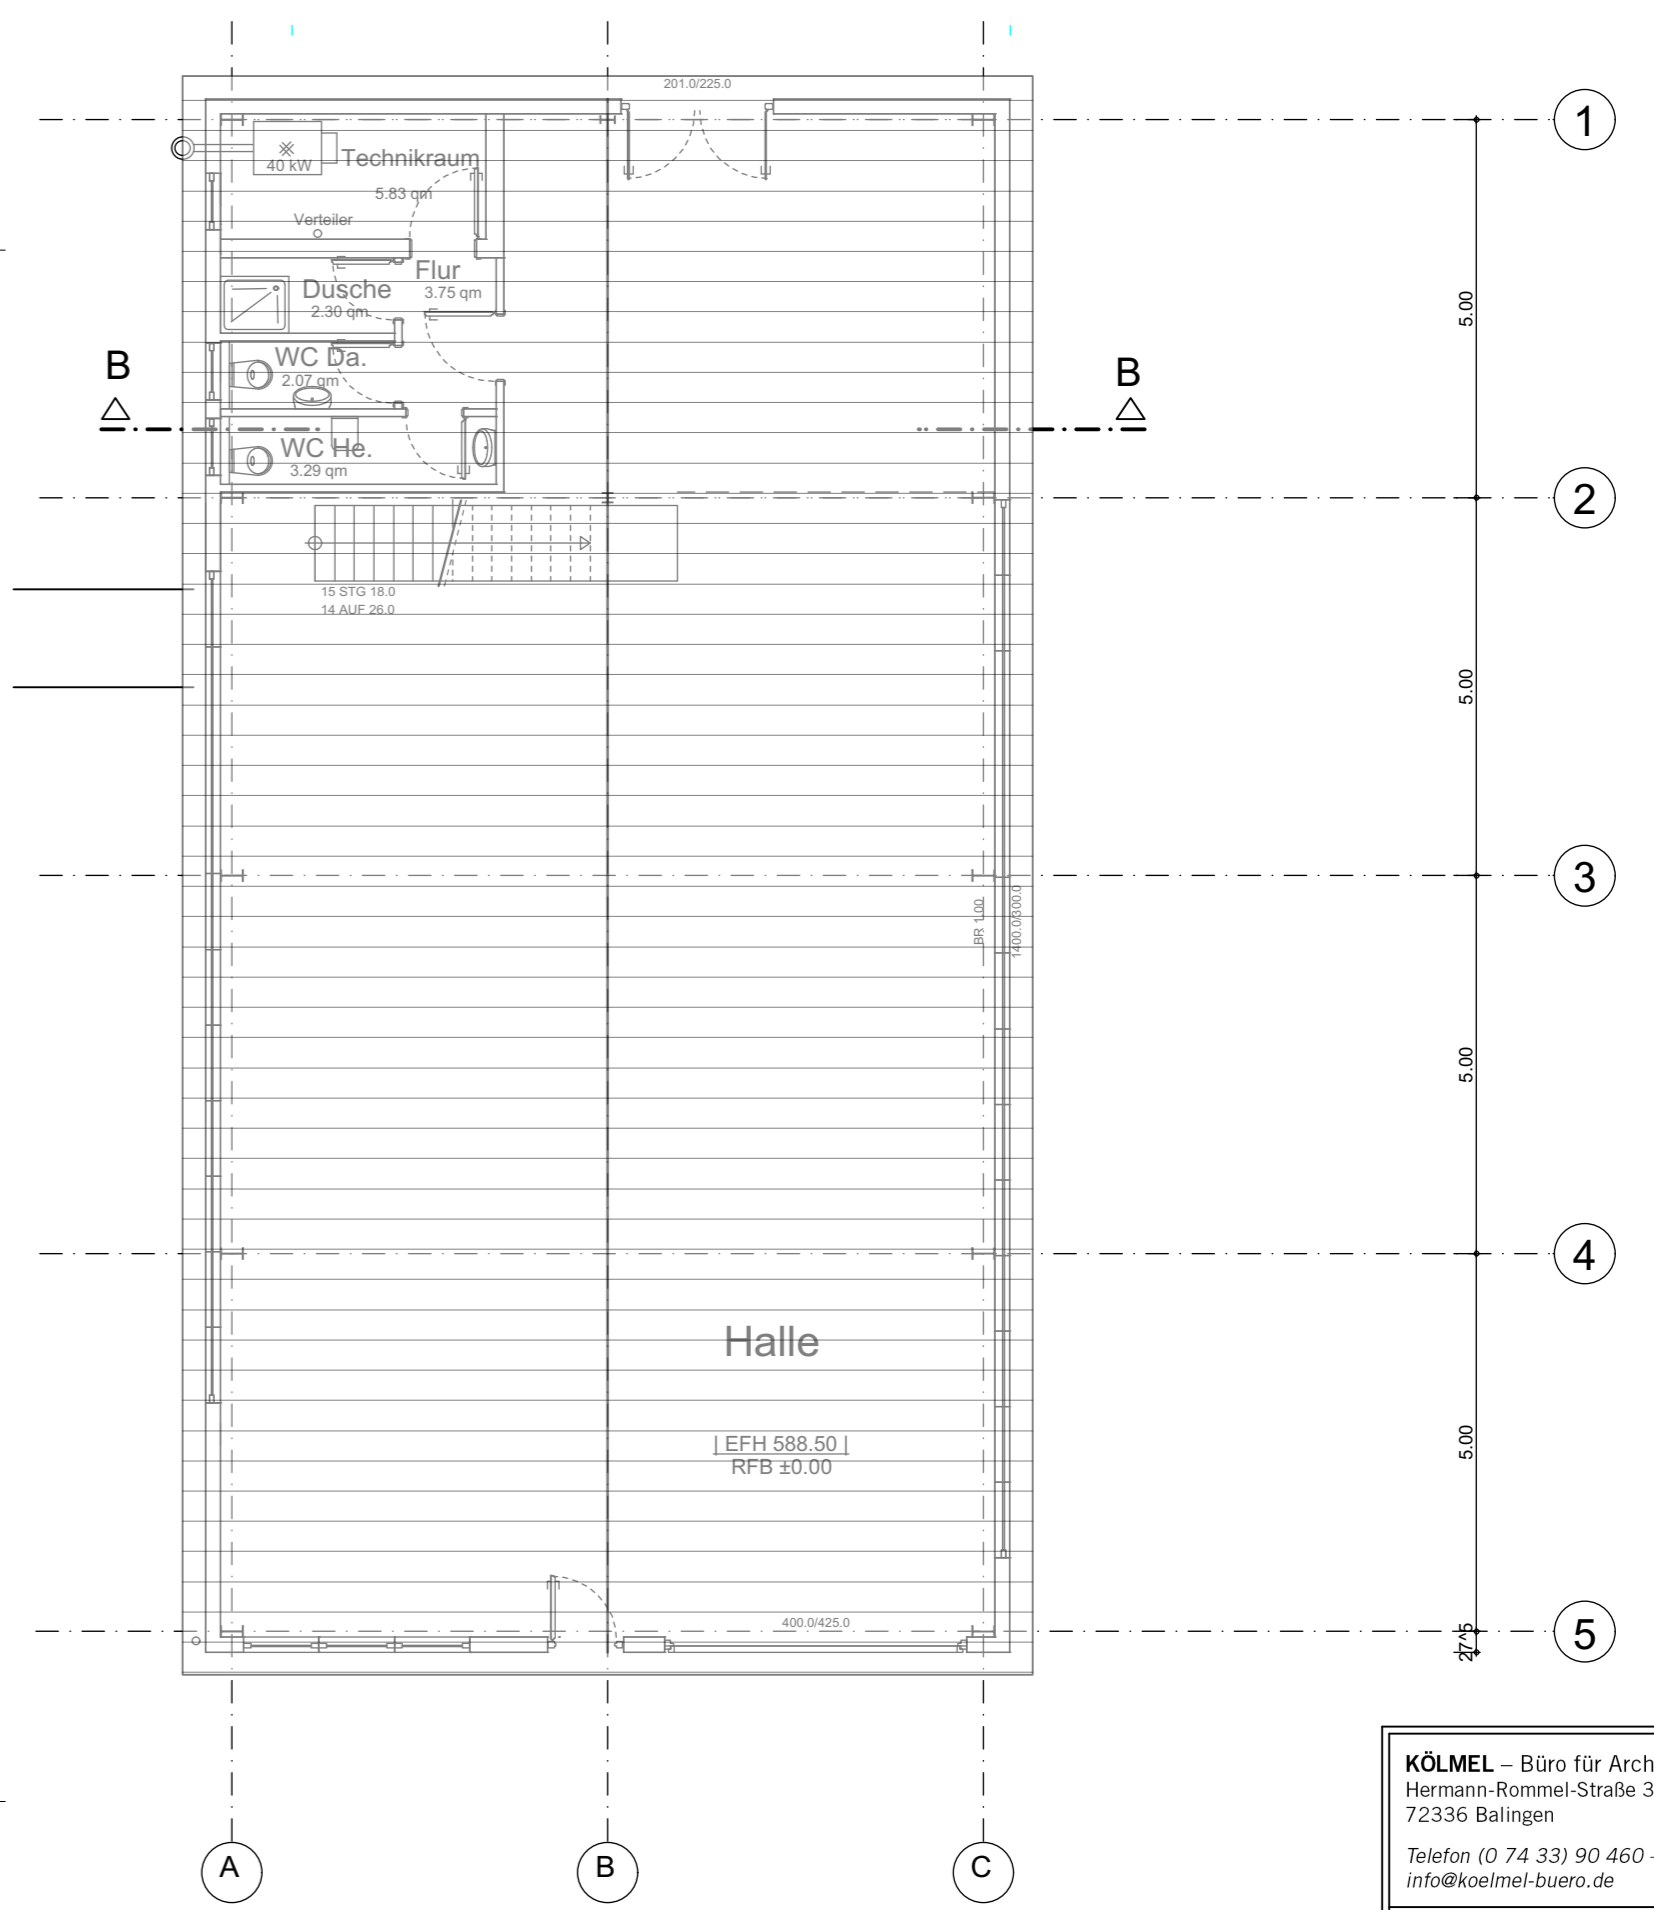 201.0/225.0
1
40 kW
Technikraum
5.83 qm
Verteiler
Flur
3.75 qm
Dusche
2.30 qm
5.00
B
WC Da.
2.07 qm
B
WC He.
3.29 qm
2
15 STG 18.0
14 AUF 26.0
5.00
3
BR 1.00
1400.0/300.0
5.00
4
Halle
EFH 588.50
RFB ±0.00
5.00
400.0/425.0
5
27^5
KÖLMEL – Büro für Arch
Hermann-Rommel-Straße 3
72336 Balingen
Telefon (0 74 33) 90 460 -
info@koelmel-buero.de
A
B
C